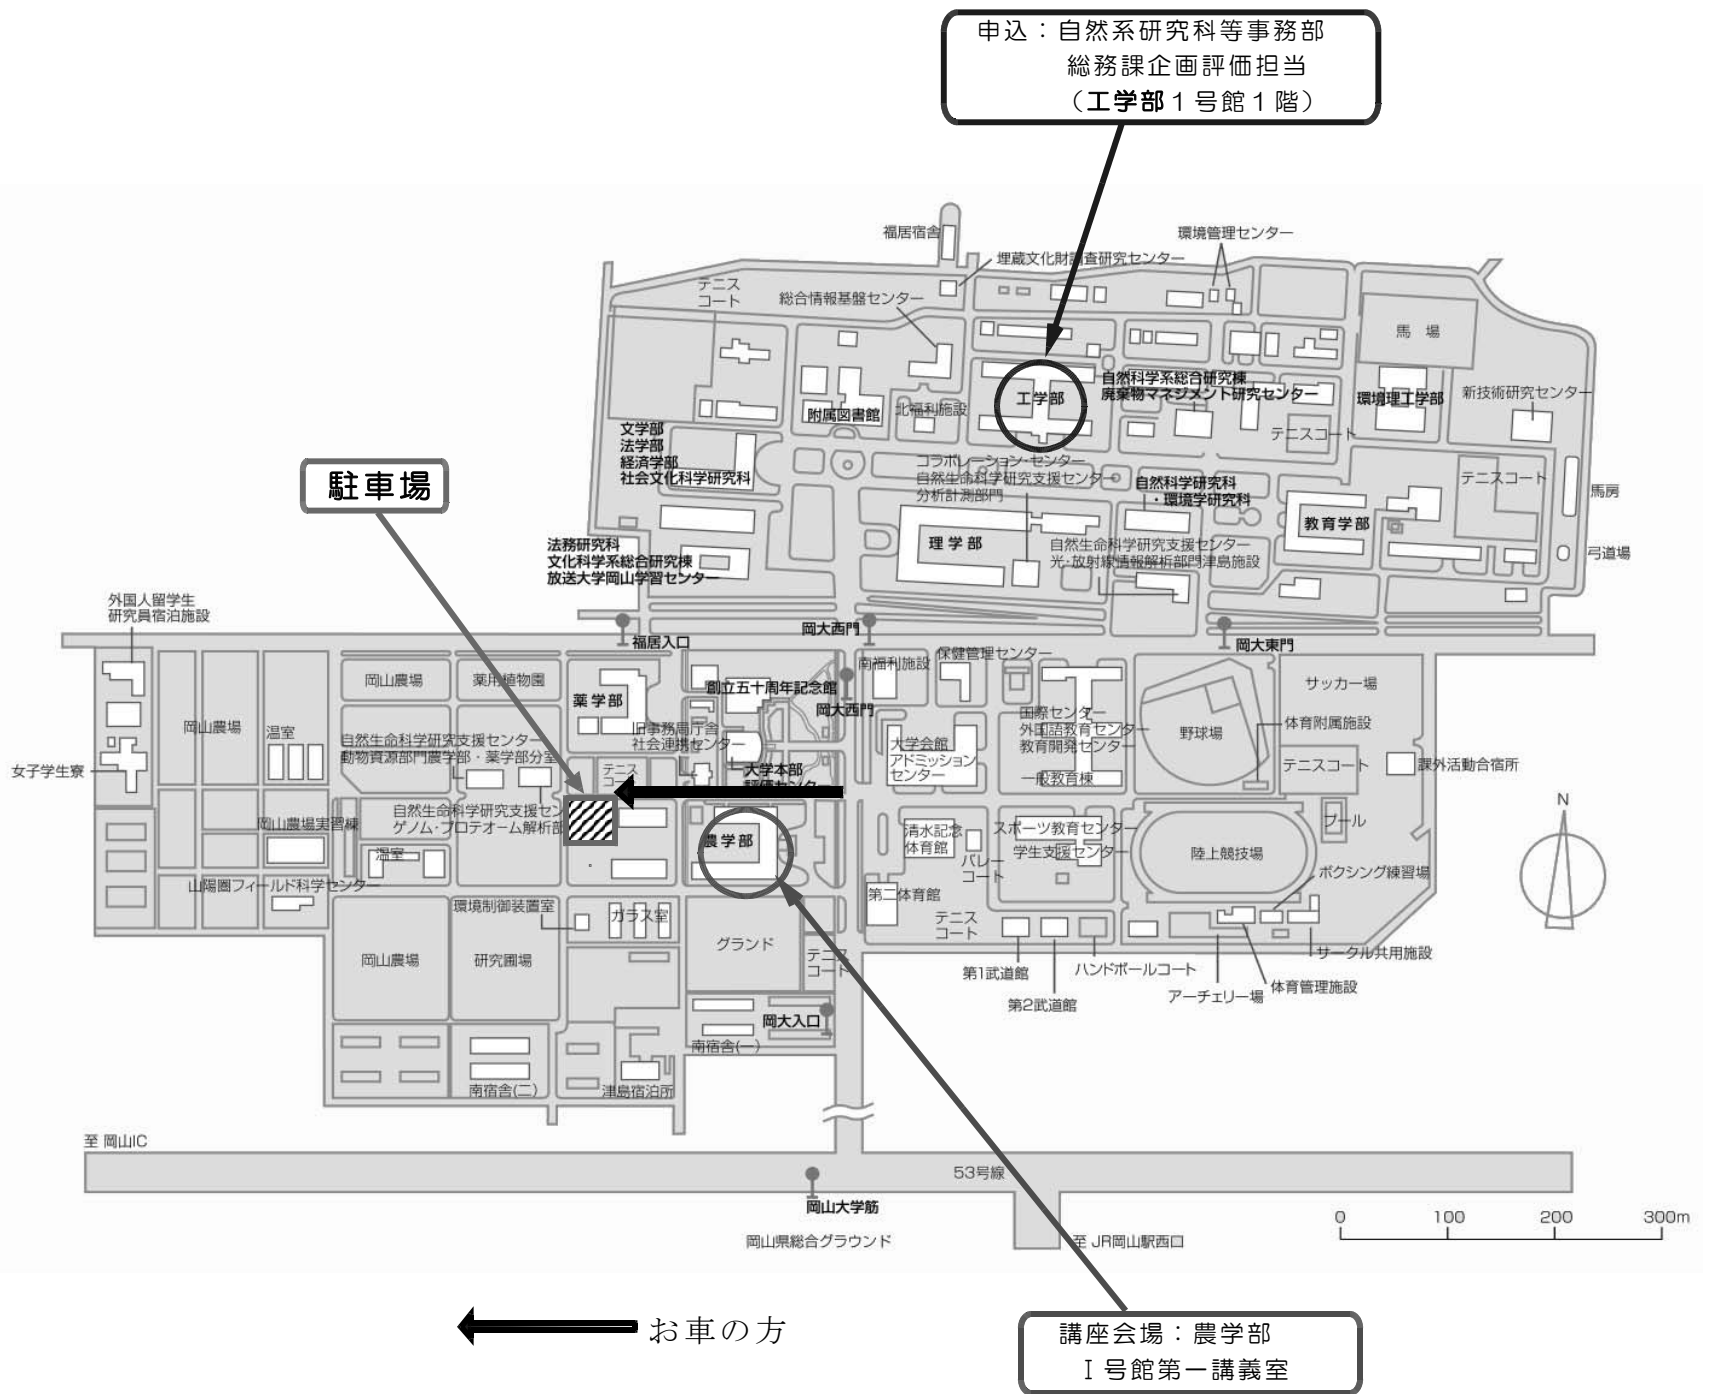 申込：自然系研究科等事務部
総務課企画評価担当
（工学部１号館１階）
福居宿舎
環境管理センター
埋蔵文化財調査研究センター
テニス
コート
総合情報基盤センター
馬　場
工学部
自然科学系総合研究棟
廃棄物マネジメント研究センター
環境理工学部
新技術研究センター
附属図書館
北福利施設
テニスコート
文学部
法学部
経済学部
社会文化科学研究科
コラボレーション・センター
自然生命科学研究支援センター
分析計測部門
自然科学研究科
・環境学研究科
テニスコート
馬房
駐車場
教育学部
理学部
自然生命科学研究支援センター
光・放射線情報解析部門津島施設
弓道場
法務研究科
文化科学系総合研究棟
放送大学岡山学習センター
外国人留学生
研究員宿泊施設
福居入口
岡大西門
岡大東門
岡山農場
薬用植物園
薬学部
創立五十周年記念館
岡大西門
南福利施設
保健管理センター
サッカー場
岡山農場
温室
旧事務局庁舎
社会連携センター
国際センター
外国語教育センター
教育開発センター
野球場
体育附属施設
自然生命科学研究支援センター
動物資源部門農学部・薬学部分室
女子学生寮
テニス
コート
大学本部
評価センター
大学会館
アドミッション
センター
一般教育棟
テニスコート
課外活動合宿所
自然生命科学研究支援セン
ゲノム・プロテオーム解析部
岡山農場実習棟
温室
農学部
清水記念
体育館
バレー
コート
スポーツ教育センター
学生支援センター
陸上競技場
プール
N
山陽圏フィールド科学センター
ボクシング練習場
第二体育館
環境制御装置室
ガラス室
テニス
コート
グランド
テニス
コート
岡山農場
研究圃場
第1武道館
第2武道館
ハンドボールコート
アーチェリー場
体育管理施設
サークル共用施設
岡大入口
南宿舎(一)
南宿舎(二)
津島宿泊所
至 岡山IC
53号線
岡山大学筋
岡山県総合グラウンド
至 JR岡山駅西口
0 100 200 300m
お車の方
講座会場：農学部
Ⅰ号館第一講義室